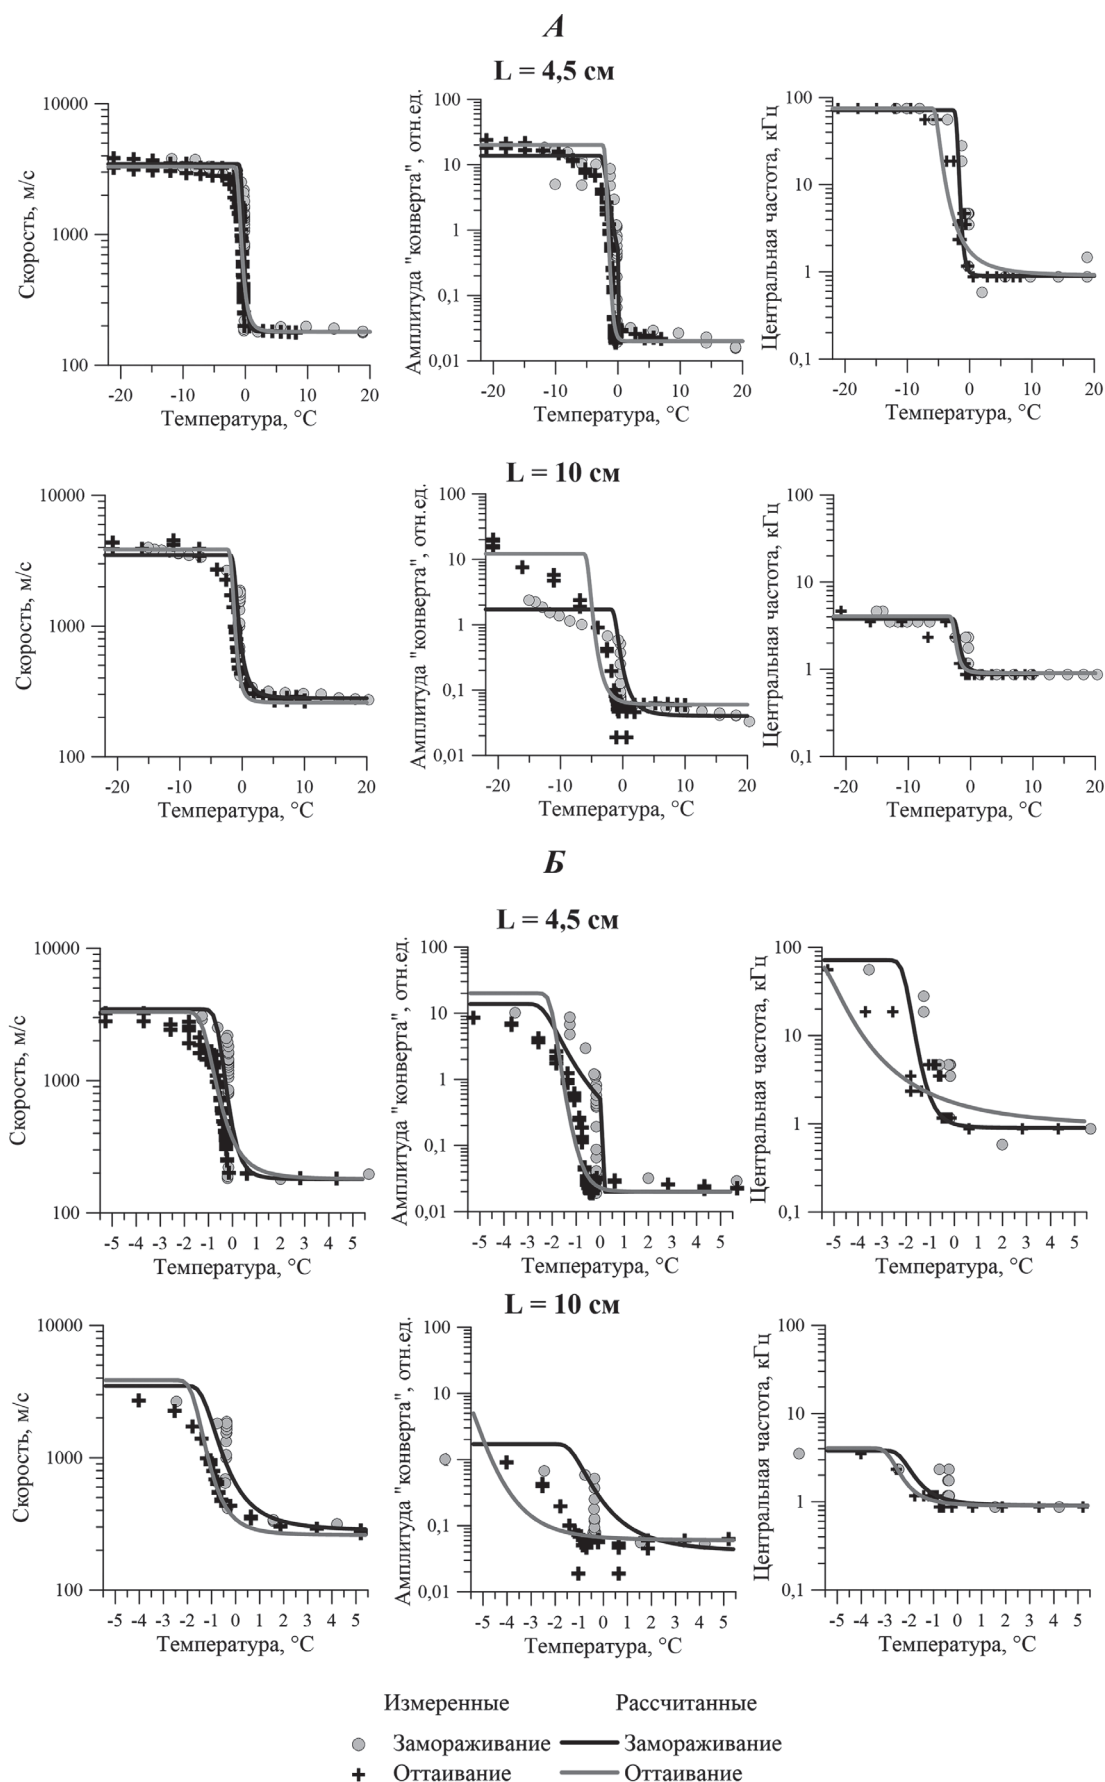 А
L = 4,5 см
Скорость, м/с
10000
1000
100
-20 -10 0 10 20
Температура, °С
Амплитуда "конверта", отн.ед.
100
10
1
0,1
0,01
-20 -10 0 10 20
Температура, °С
Центральная частота, кГц
100
10
1
0,1
-20 -10 0 10 20
Температура, °С
L = 10 см
Скорость, м/с
10000
1000
100
-20 -10 0 10 20
Температура, °С
Амплитуда "конверта", отн.ед.
100
10
1
0,1
0,01
-20 -10 0 10 20
Температура, °С
Центральная частота, кГц
100
10
1
0,1
-20 -10 0 10 20
Температура, °С
Б
L = 4,5 см
Скорость, м/с
10000
1000
100
-5 -4 -3 -2 -1 0 1 2 3 4 5
Температура, °С
Амплитуда "конверта", отн.ед.
100
10
1
0,1
0,01
-5 -4 -3 -2 -1 0 1 2 3 4 5
Температура, °С
Центральная частота, кГц
100
10
1
0,1
-5 -4 -3 -2 -1 0 1 2 3 4 5
Температура, °С
L = 10 см
Скорость, м/с
10000
1000
100
-5 -4 -3 -2 -1 0 1 2 3 4 5
Температура, °С
Амплитуда "конверта", отн.ед.
100
10
1
0,1
0,01
-5 -4 -3 -2 -1 0 1 2 3 4 5
Температура, °С
Центральная частота, кГц
100
10
1
0,1
-5 -4 -3 -2 -1 0 1 2 3 4 5
Температура, °С
Измеренные Рассчитанные
Замораживание Замораживание
Оттаивание Оттаивание